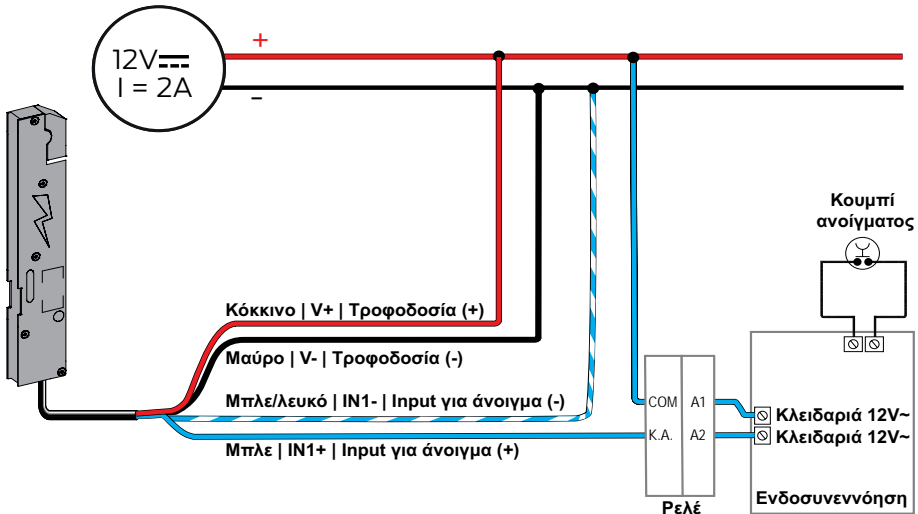 +
12V
I = 2A
–
Κουμπί
ανοίγματος
Κόκκινο | V+ | Τροφοδοσία (+)
Μαύρο | V- | Τροφοδοσία (-)
Μπλε/λευκό | IN1- | Input για άνοιγμα (-)
Μπλε | IN1+ | Input για άνοιγμα (+)
COM A1
Κ.Α. A2
Κλειδαριά 12V~
Κλειδαριά 12V~
Ενδοσυνεννόηση
Ρελέ